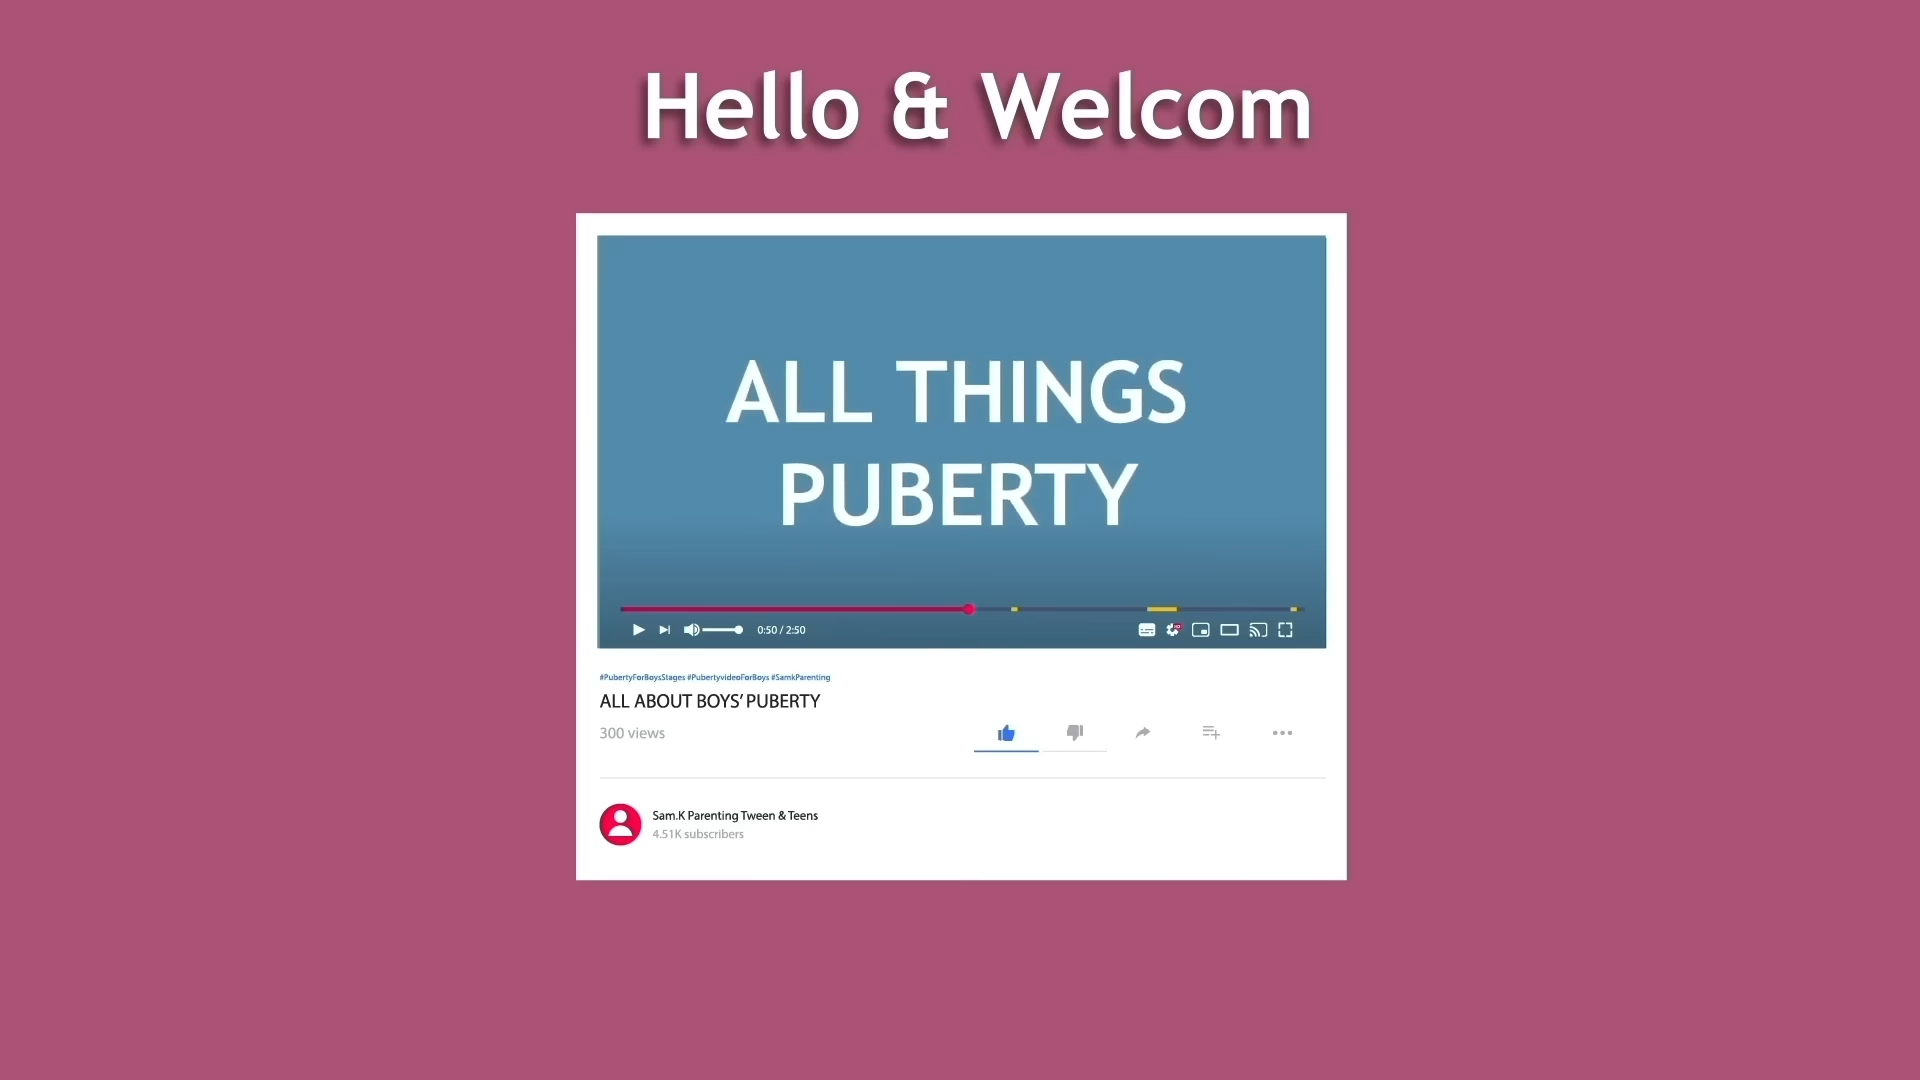 Hello & Welcom
ALL THINGS
PUBERTY
0:50 / 2:50
#PubertyForBoysStages #PubertyvideoForBoys #SamkParenting
ALL ABOUT BOYS' PUBERTY
300 views
Sam.K Parenting Tween & Teens
4.51K subscribers